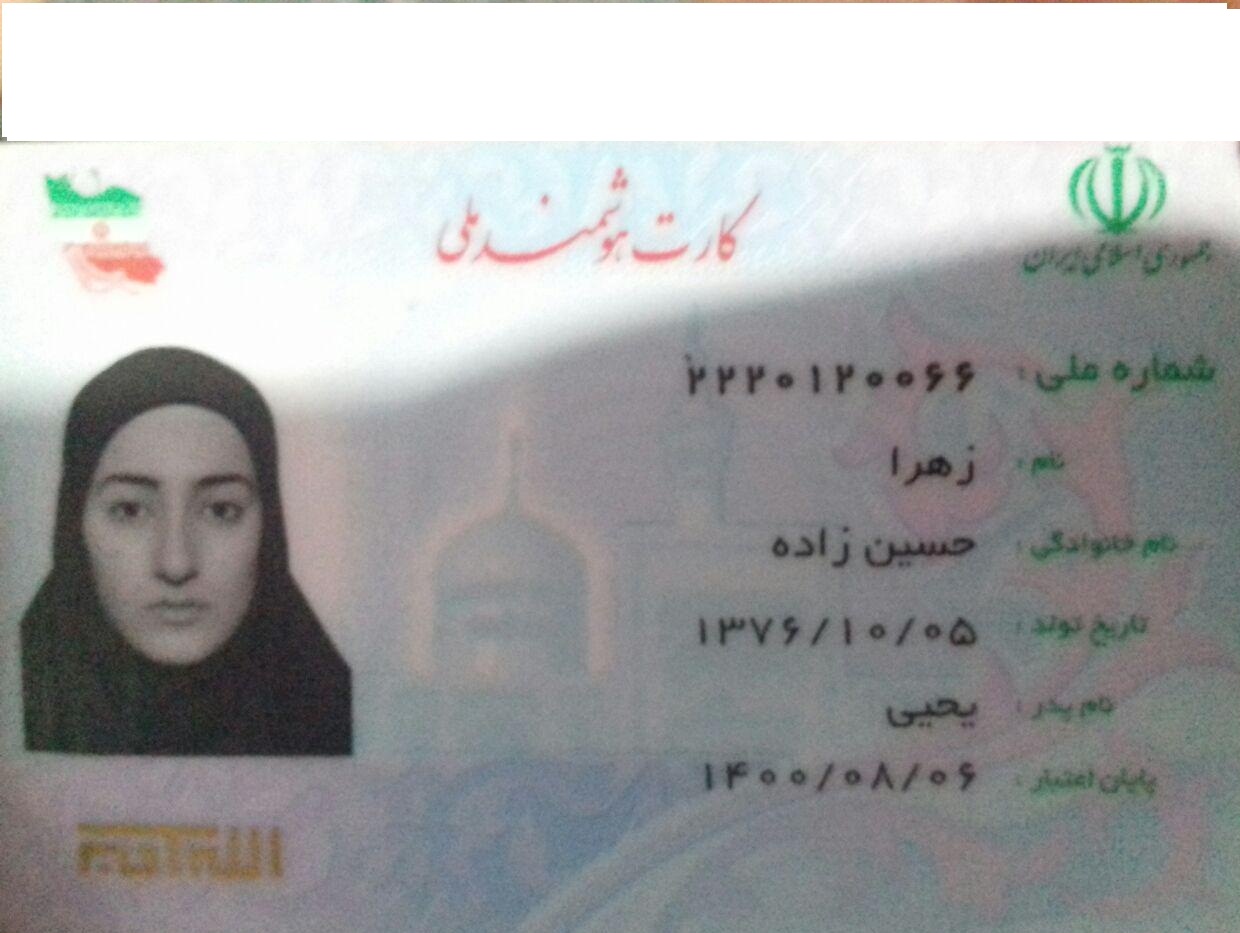 جمهوری اسلامی ایران
کارت هوشمند ملی
شماره ملی: ۲۲۲۰۱۲۰۰۶۶
نام: زهرا
نام خانوادگی: حسین زاده
تاریخ تولد: ۱۳۷۶/۱۰/۰۵
نام پدر: یحیی
پایان اعتبار: ۱۴۰۰/۰۸/۰۶